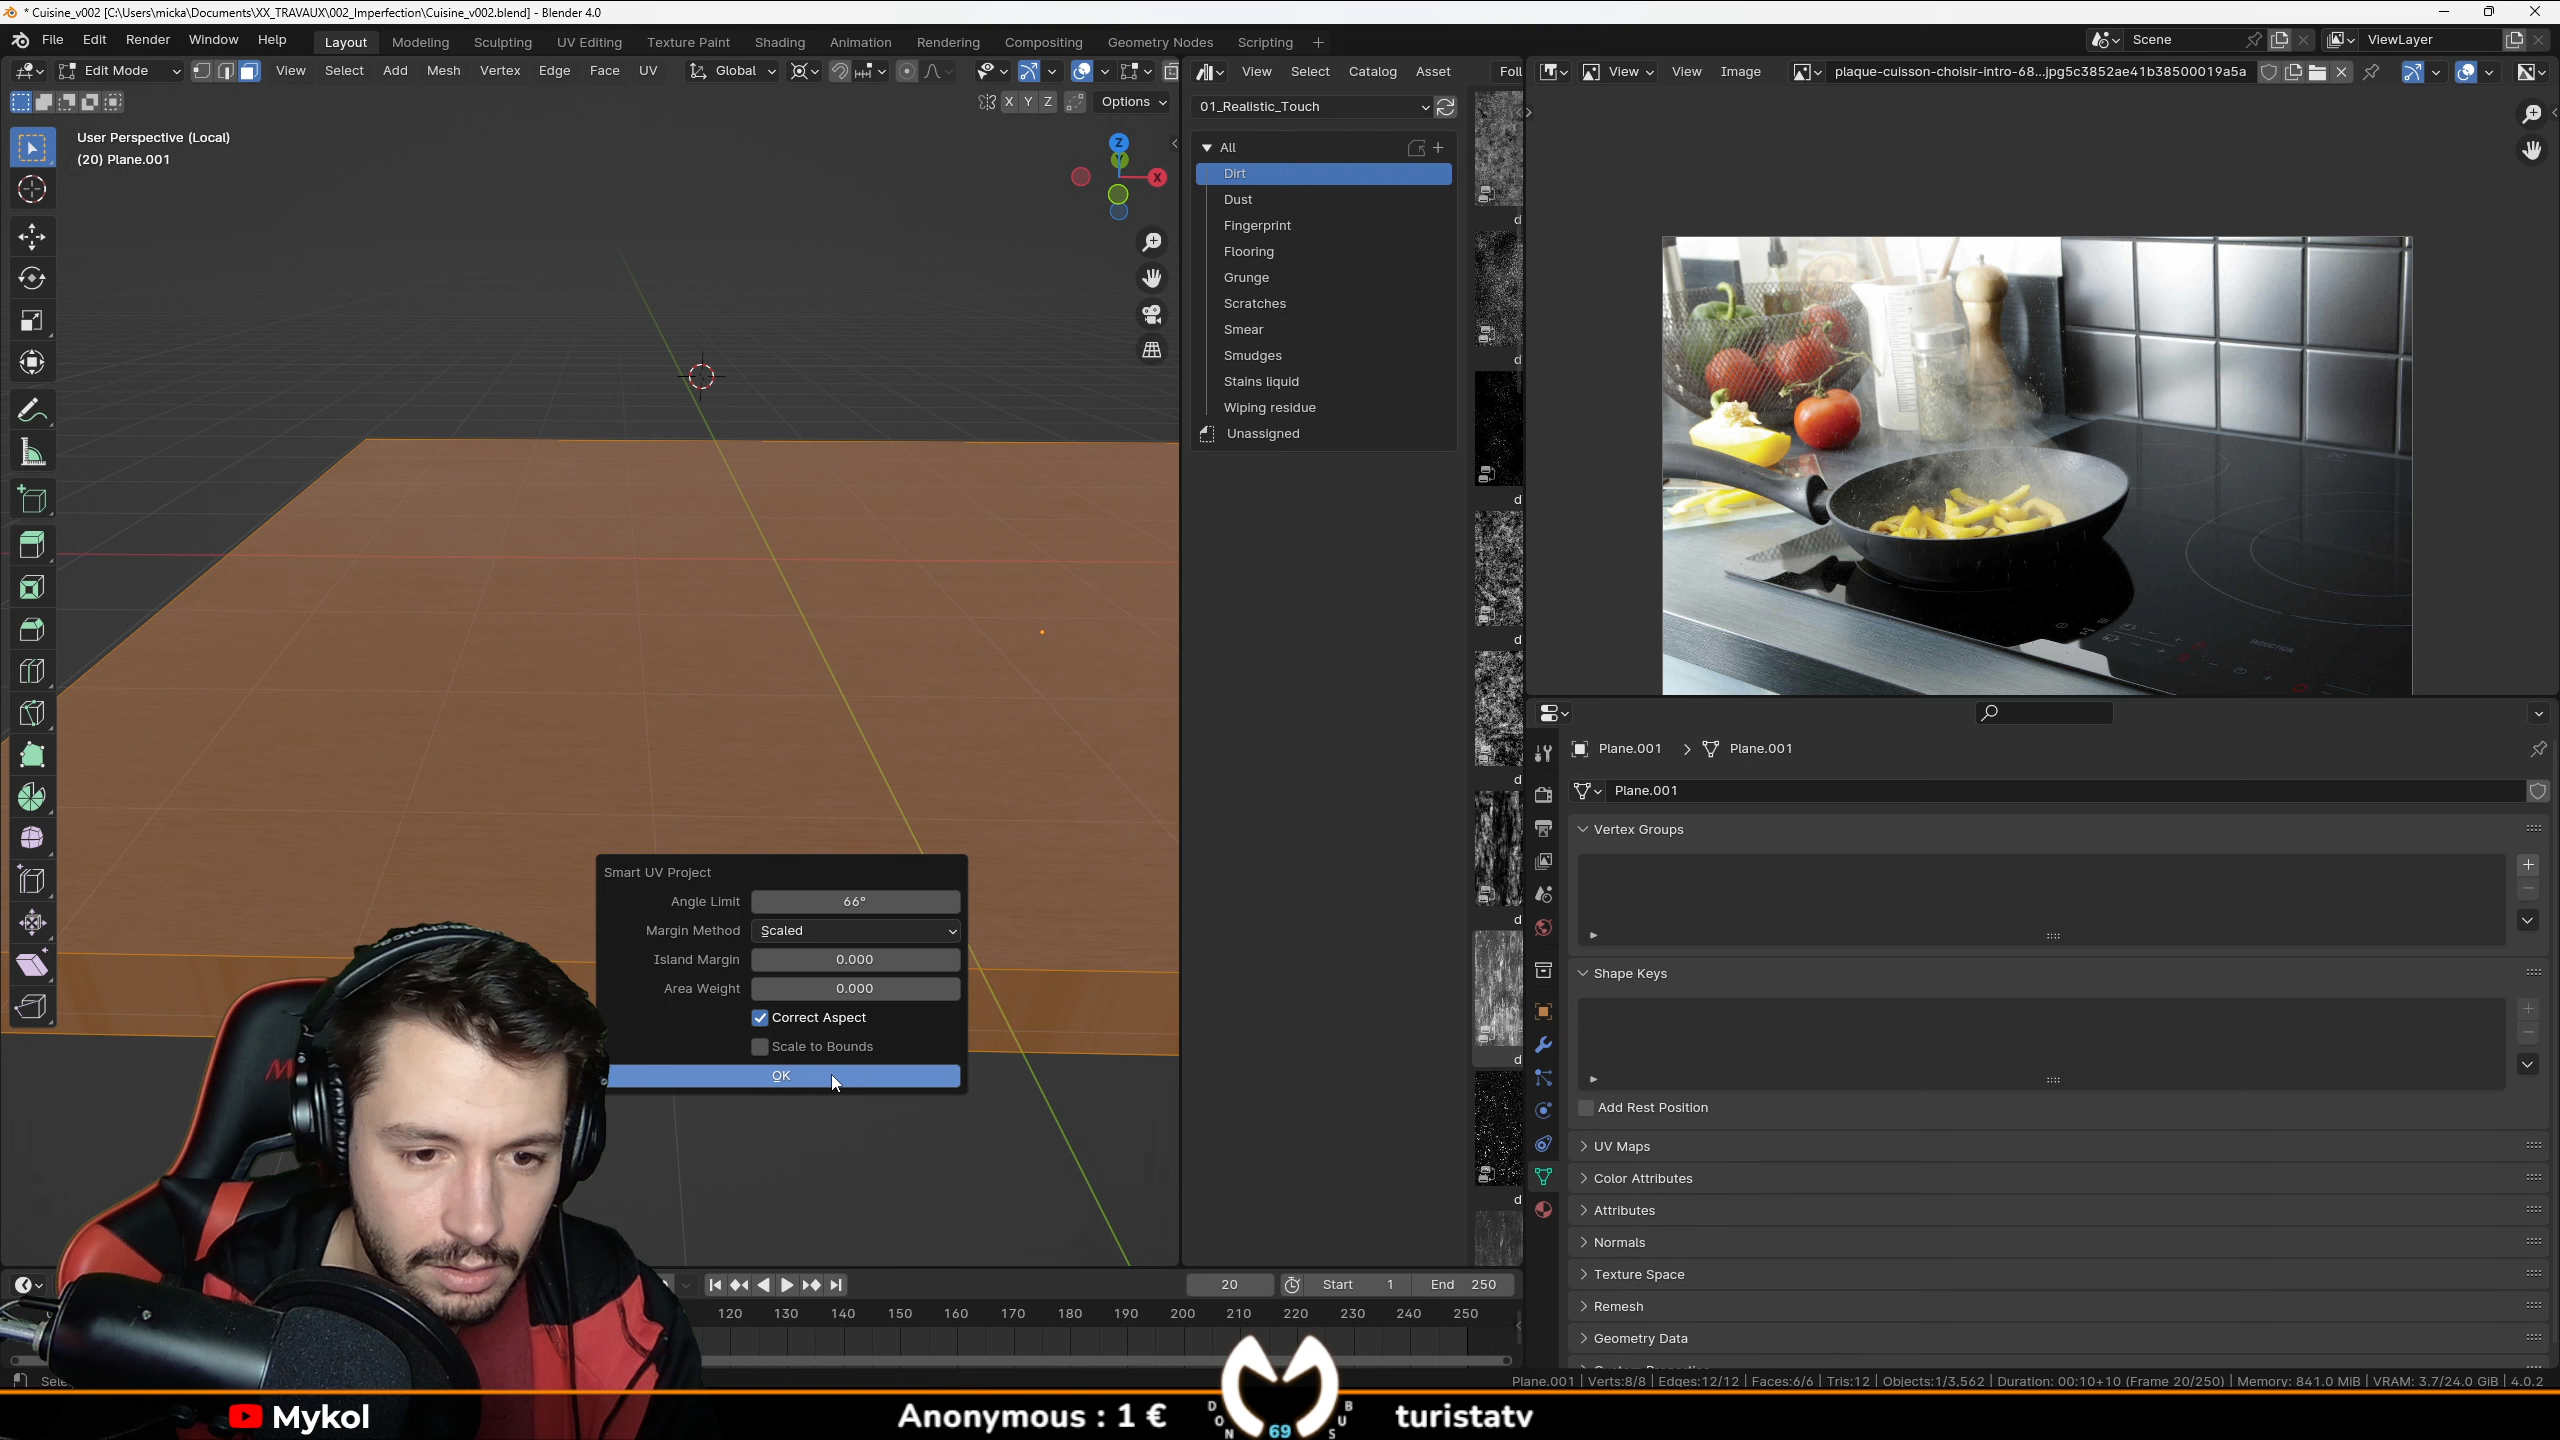 * Cuisine_v002 [C:\Users\micka\Documents\XX_TRAVAUX\002_Imperfection\Cuisine_v002.blend] - Blender 4.0
File Edit Render Window Help Layout Modeling Sculpting UV Editing Texture Paint Shading Animation Rendering Compositing Geometry Nodes Scripting + Scene ViewLayer
Edit Mode View Select Add Mesh Vertex Edge Face UV Global View Select Catalog Asset Foll View View Image plaque-cuisson-choisir-intro-68...jpg5c3852ae41b38500019a5a
X Y Z Options
User Perspective (Local)
(20) Plane.001
Z
Y
X
01_Realistic_Touch
All
Dirt
Dust
Fingerprint
Flooring
Grunge
Scratches
Smear
Smudges
Stains liquid
Wiping residue
Unassigned
d
d
d
d
d
d
d
d
INDUCTION
Plane.001 > Plane.001
Plane.001
Vertex Groups
Shape Keys
Add Rest Position
UV Maps
Color Attributes
Attributes
Normals
Texture Space
Remesh
Geometry Data
Smart UV Project
Angle Limit 66°
Margin Method Scaled
Island Margin 0.000
Area Weight 0.000
Correct Aspect
Scale to Bounds
OK
20 Start 1 End 250
120 130 140 150 160 170 180 190 200 210 220 230 240 250
Sele
Plane.001 | Verts:8/8 | Edges:12/12 | Faces:6/6 | Tris:12 | Objects:1/3,562 | Duration: 00:10+10 (Frame 20/250) | Memory: 841.0 MiB | VRAM: 3.7/24.0 GiB | 4.0.2
Mykol
Anonymous : 1 €
DON
69
BUS
turistatv